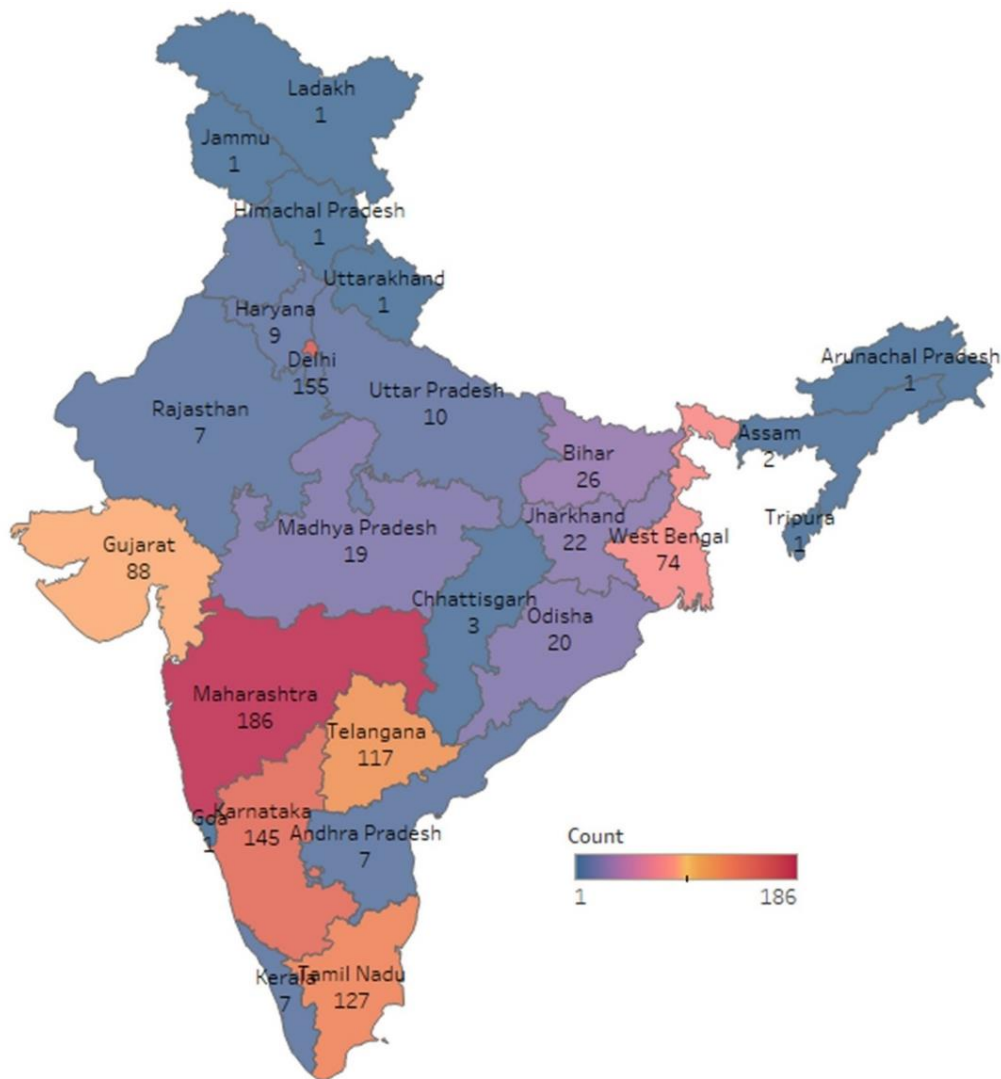 Ladakh
1
Jammu
1
Himachal Pradesh
1
Uttarakhand
1
Haryana
9
Delhi
155
Arunachal Pradesh
1
Rajasthan
7
Uttar Pradesh
10
Assam
2
Bihar
26
Tripura
1
Gujarat
88
Madhya Pradesh
19
Jharkhand
22
West Bengal
74
Chhattisgarh
3
Odisha
20
Maharashtra
186
Telangana
117
Goa
1
Karnataka
145
Andhra Pradesh
7
Count
1 186
Kerala
7
Tamil Nadu
127